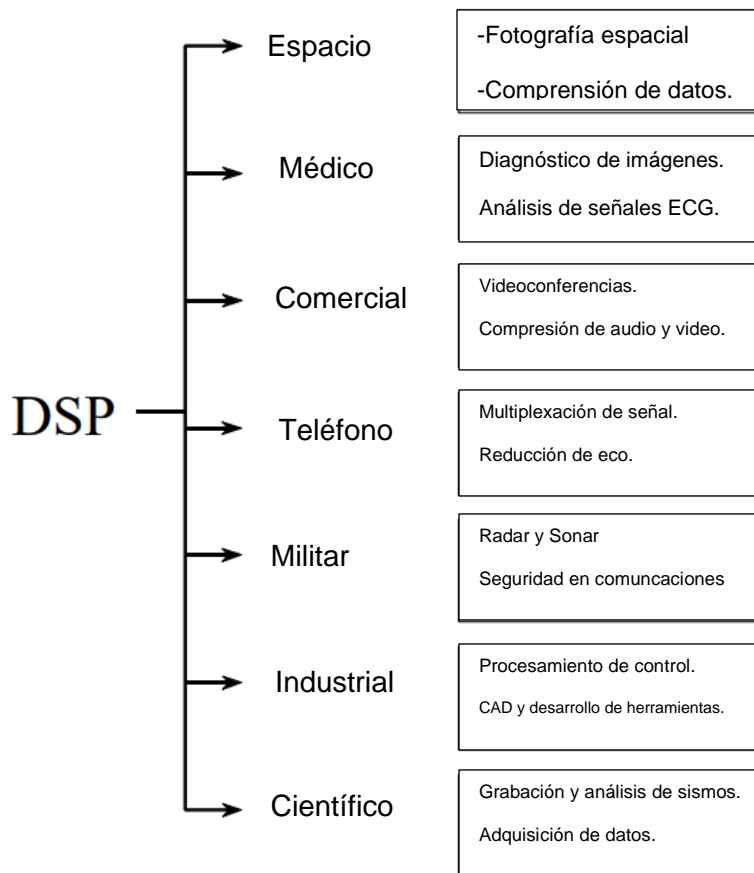 Espacio
-Fotografía espacial
-Comprensión de datos.
Médico
Diagnóstico de imágenes.
Análisis de señales ECG.
Comercial
Videoconferencias.
Compresión de audio y video.
DSP
Teléfono
Multiplexación de señal.
Reducción de eco.
Militar
Radar y Sonar
Seguridad en comuncaciones
Industrial
Procesamiento de control.
CAD y desarrollo de herramientas.
Científico
Grabación y análisis de sismos.
Adquisición de datos.